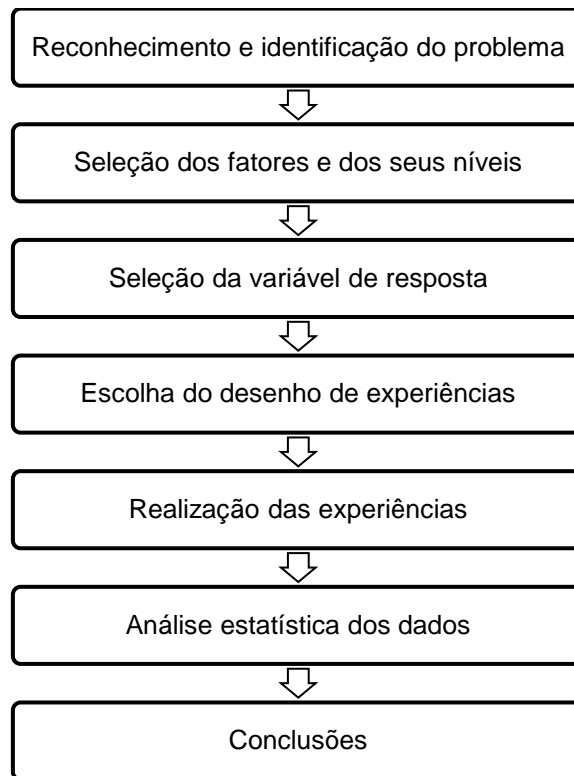 Reconhecimento e identificação do problema
Seleção dos fatores e dos seus níveis
Seleção da variável de resposta
Escolha do desenho de experiências
Realização das experiências
Análise estatística dos dados
Conclusões